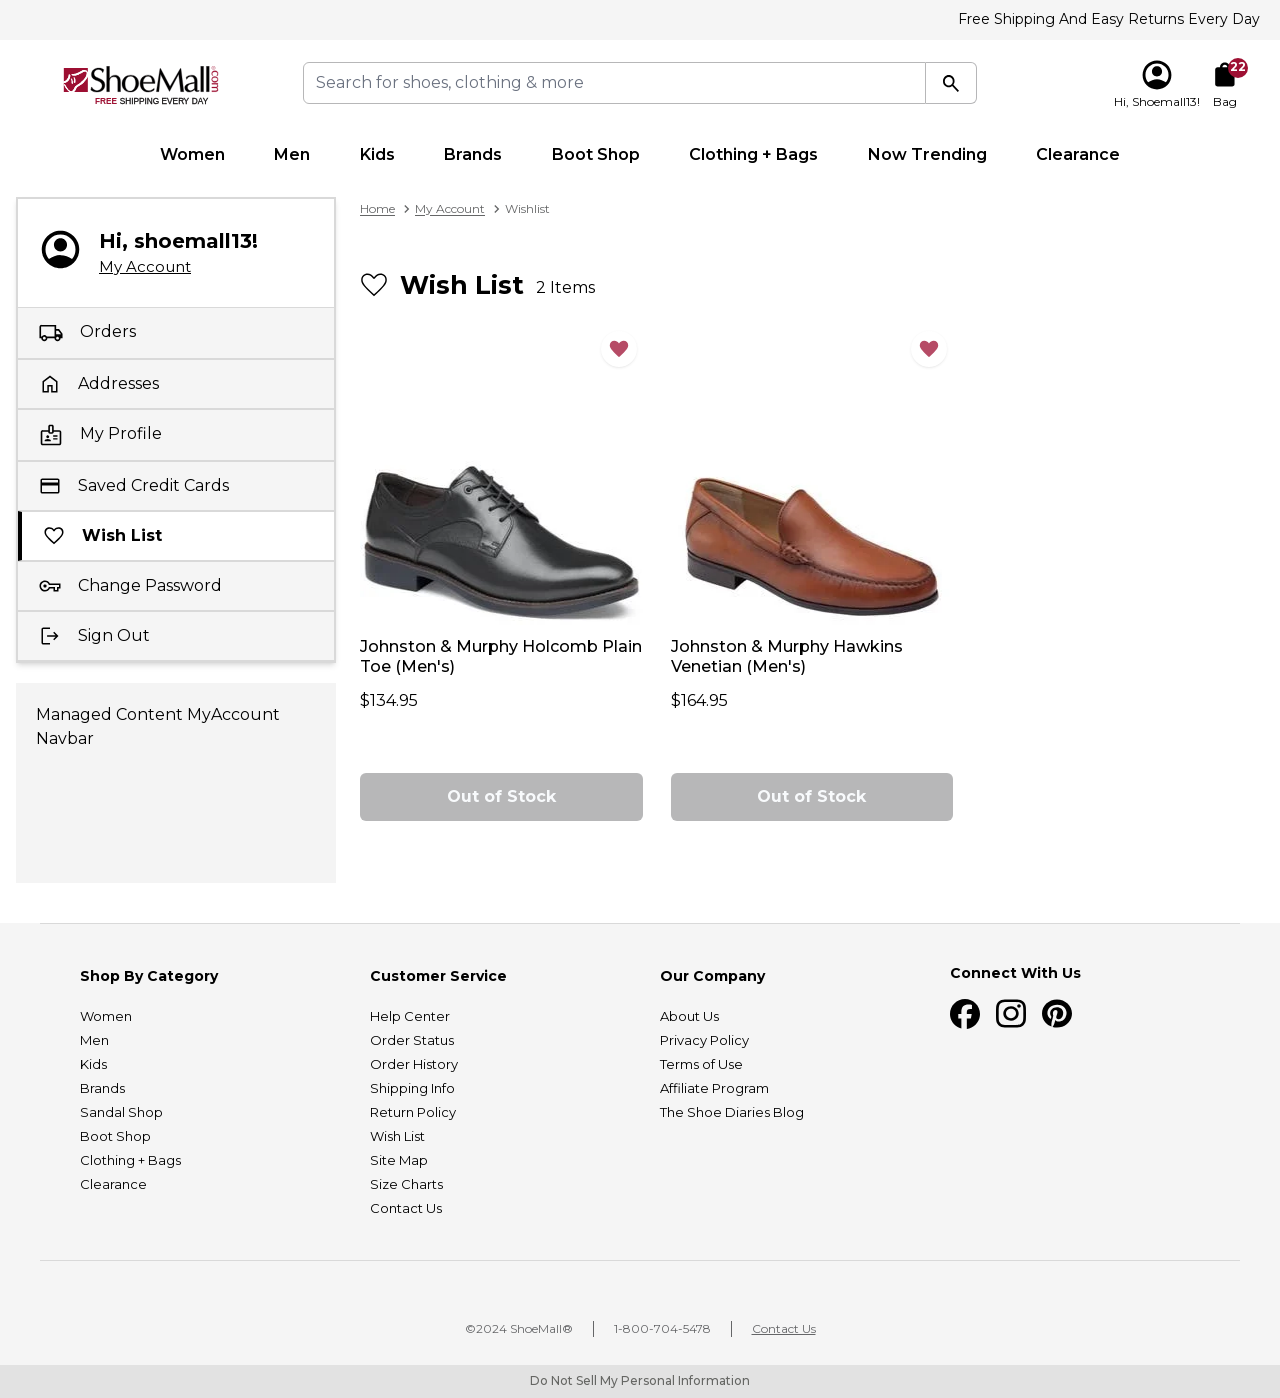 Free Shipping And Easy Returns Every Day
ShoeMall®.com
FREE SHIPPING EVERY DAY
Search for shoes, clothing & more
22
Hi, Shoemall13!
Bag
Women
Men
Kids
Brands
Boot Shop
Clothing + Bags
Now Trending
Clearance
Hi, shoemall13!
My Account
Orders
Addresses
My Profile
Saved Credit Cards
Wish List
Change Password
Sign Out
Managed Content MyAccount
Navbar
Home > My Account > Wishlist
Wish List 2 Items
Johnston & Murphy Holcomb Plain
Toe (Men's)
$134.95
Out of Stock
Johnston & Murphy Hawkins
Venetian (Men's)
$164.95
Out of Stock
Shop By Category
Women
Men
Kids
Brands
Sandal Shop
Boot Shop
Clothing + Bags
Clearance
Customer Service
Help Center
Order Status
Order History
Shipping Info
Return Policy
Wish List
Site Map
Size Charts
Contact Us
Our Company
About Us
Privacy Policy
Terms of Use
Affiliate Program
The Shoe Diaries Blog
Connect With Us
©2024 ShoeMall®
1-800-704-5478
Contact Us
Do Not Sell My Personal Information